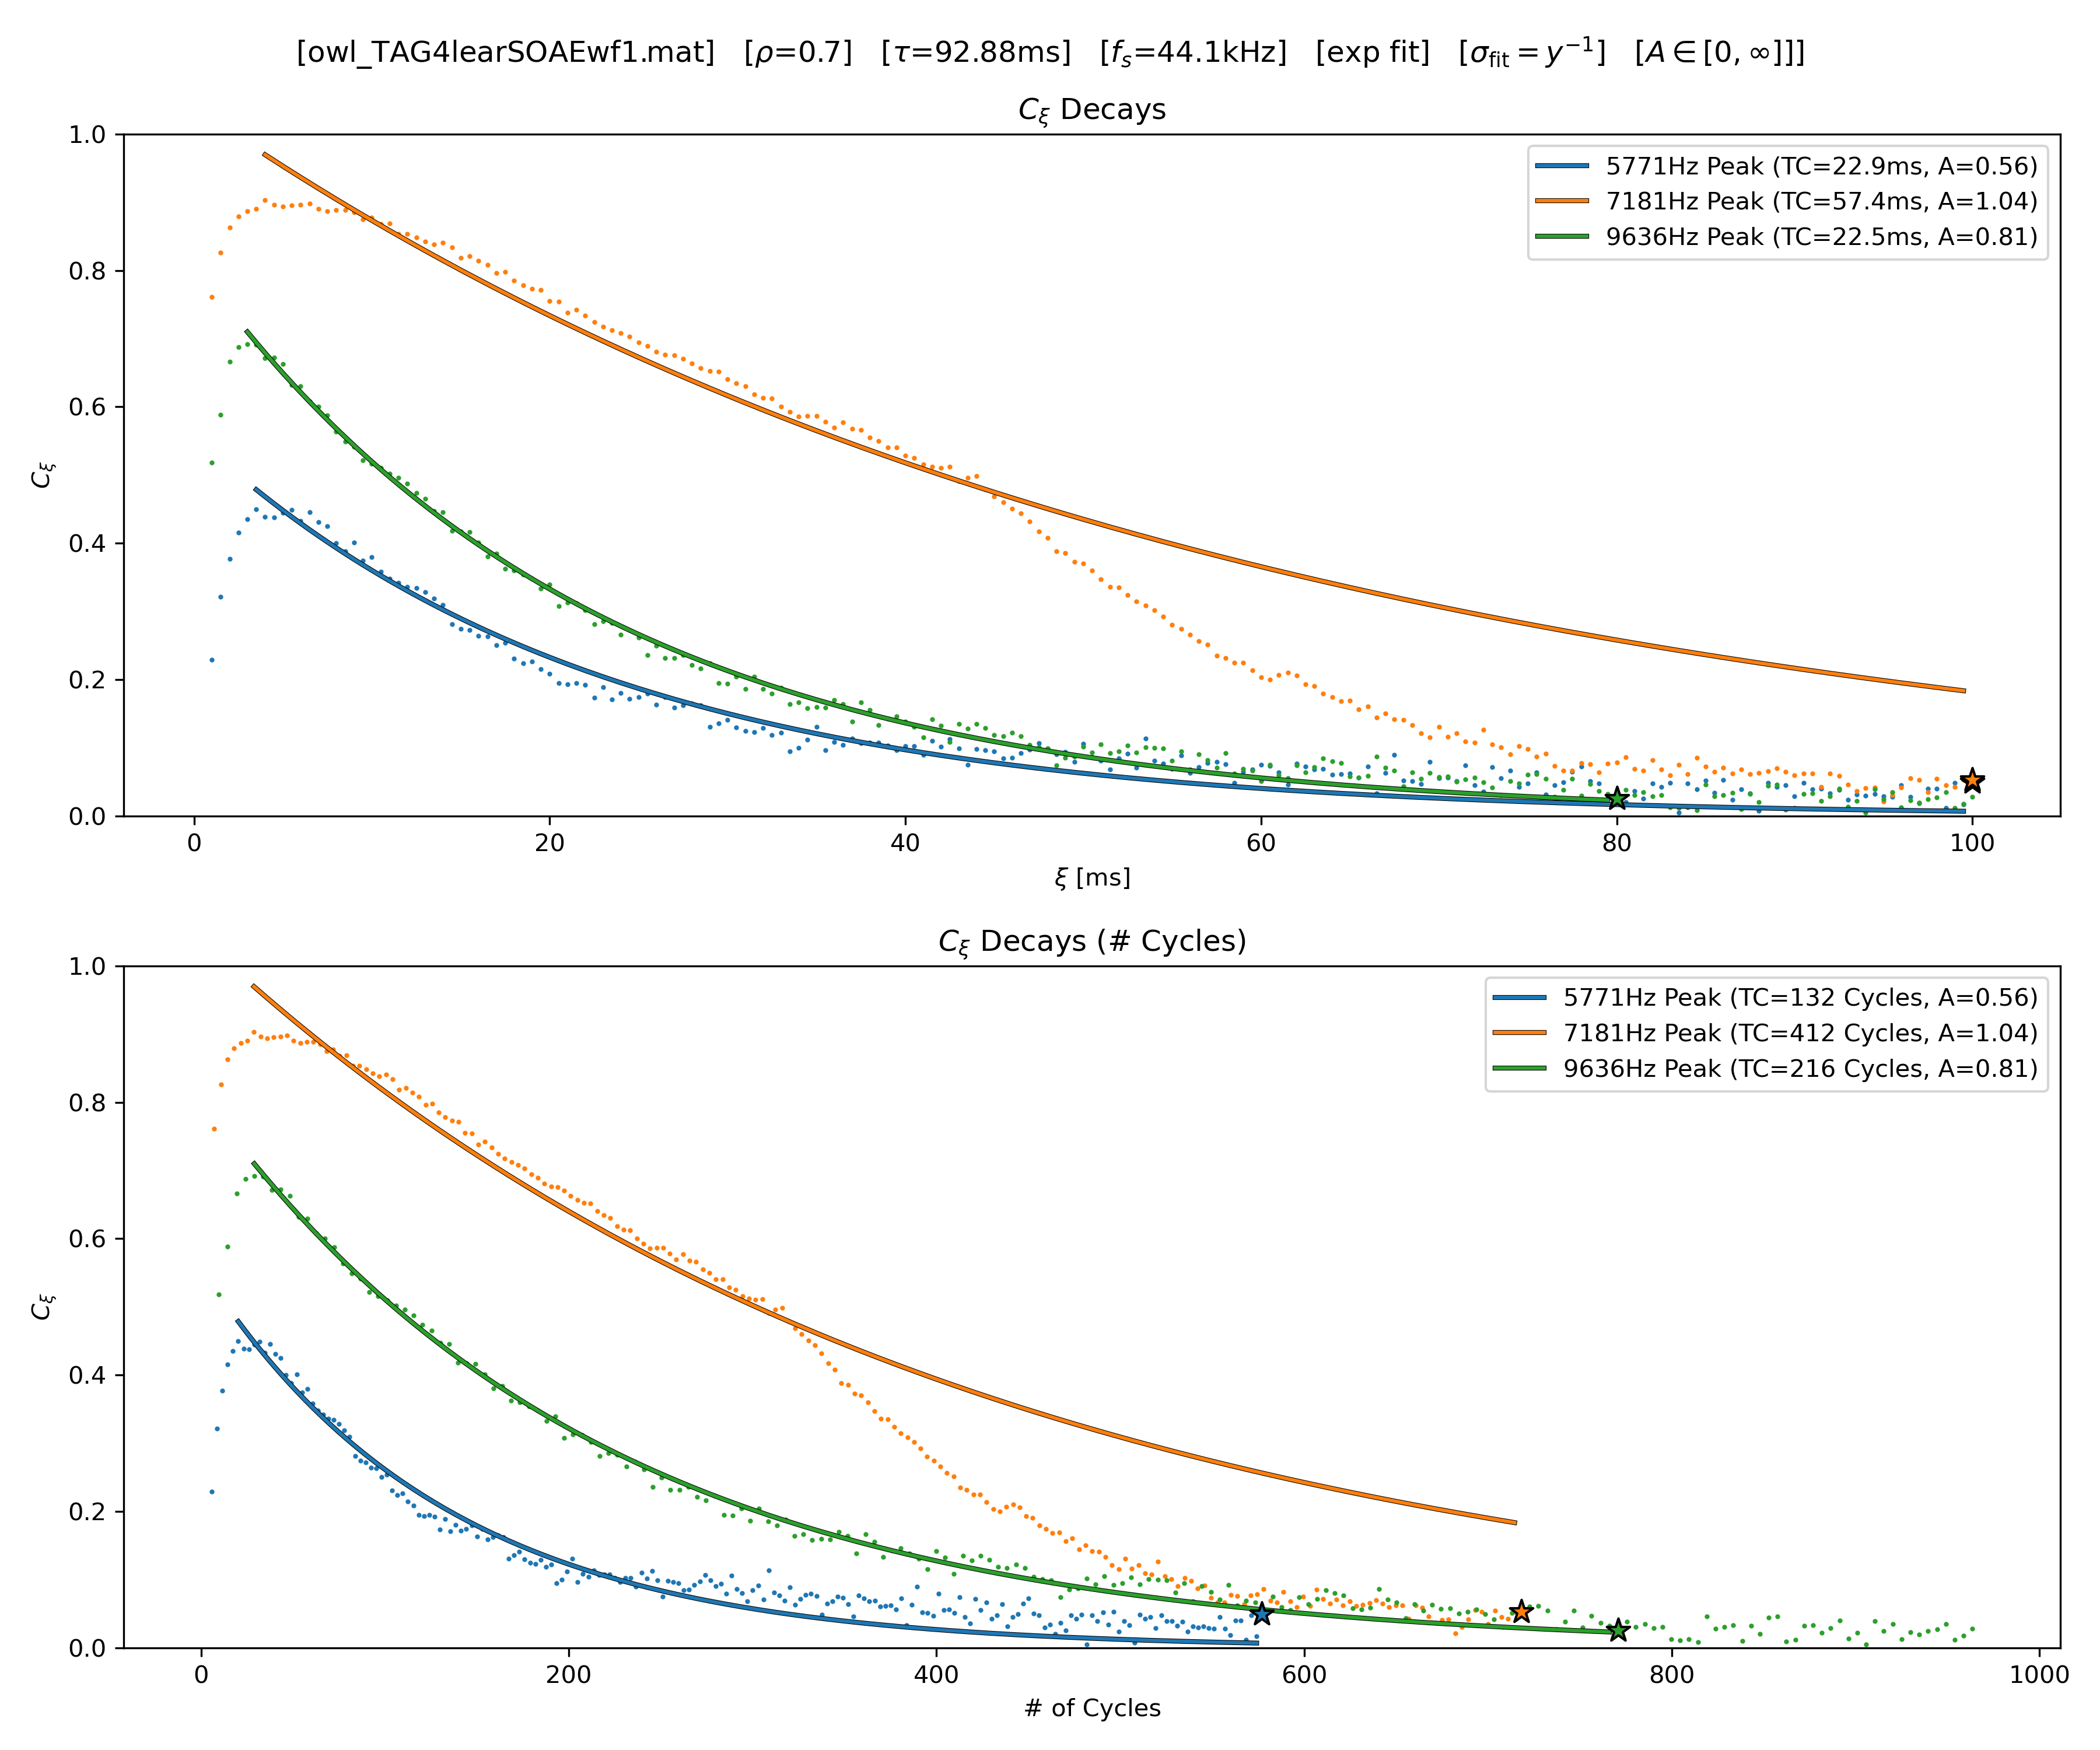 [owl_TAG4learSOAEwf1.mat] [ρ=0.7] [τ=92.88ms] [fₛ=44.1kHz] [exp fit] [σ_fit = y⁻¹] [A ∈ [0, ∞]]]
C_ξ Decays
1.0
0.8
0.6
0.4
0.2
0.0
C_ξ
5771Hz Peak (TC=22.9ms, A=0.56)
7181Hz Peak (TC=57.4ms, A=1.04)
9636Hz Peak (TC=22.5ms, A=0.81)
0 20 40 60 80 100
ξ [ms]
C_ξ Decays (# Cycles)
1.0
0.8
0.6
0.4
0.2
0.0
C_ξ
5771Hz Peak (TC=132 Cycles, A=0.56)
7181Hz Peak (TC=412 Cycles, A=1.04)
9636Hz Peak (TC=216 Cycles, A=0.81)
0 200 400 600 800 1000
# of Cycles